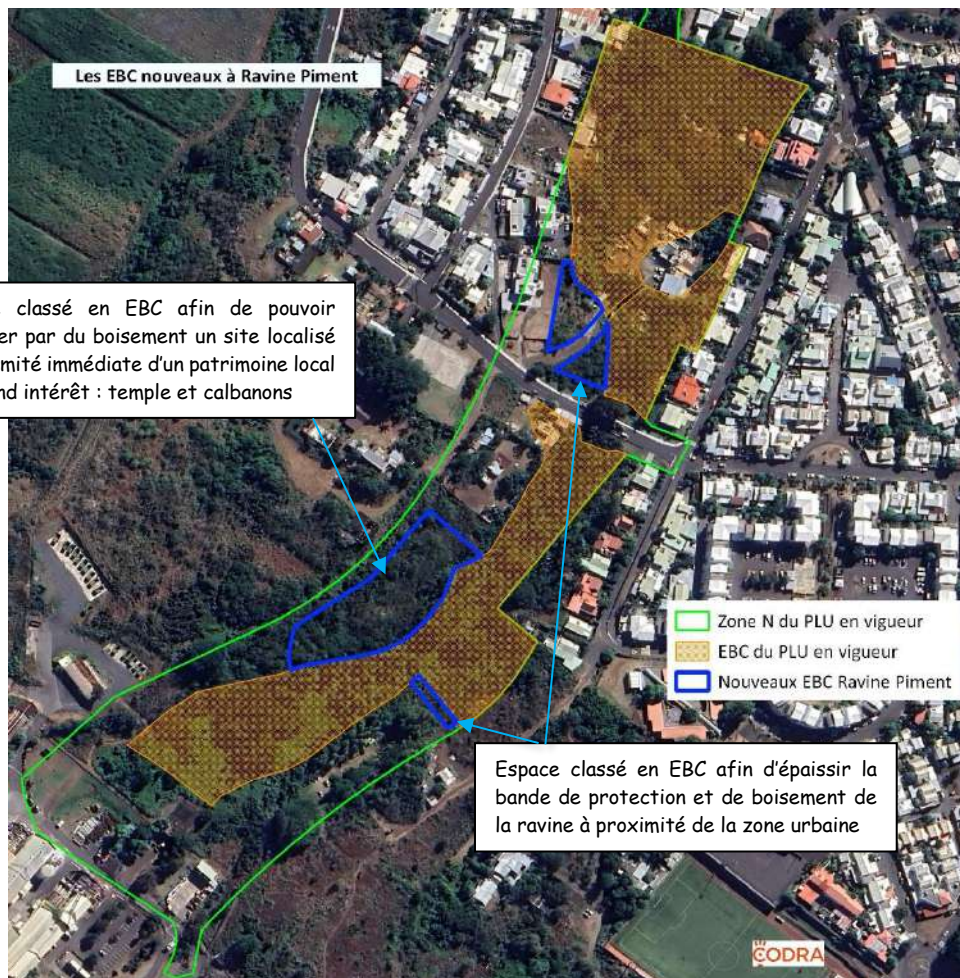 Les EBC nouveaux à Ravine Piment
classé en EBC afin de pouvoir
er par du boisement un site localisé
mité immédiate d'un patrimoine local
nd intérêt : temple et calbanons
Zone N du PLU en vigueur
EBC du PLU en vigueur
Nouveaux EBC Ravine Piment
Espace classé en EBC afin d'épaissir la
bande de protection et de boisement de
la ravine à proximité de la zone urbaine
CODRA